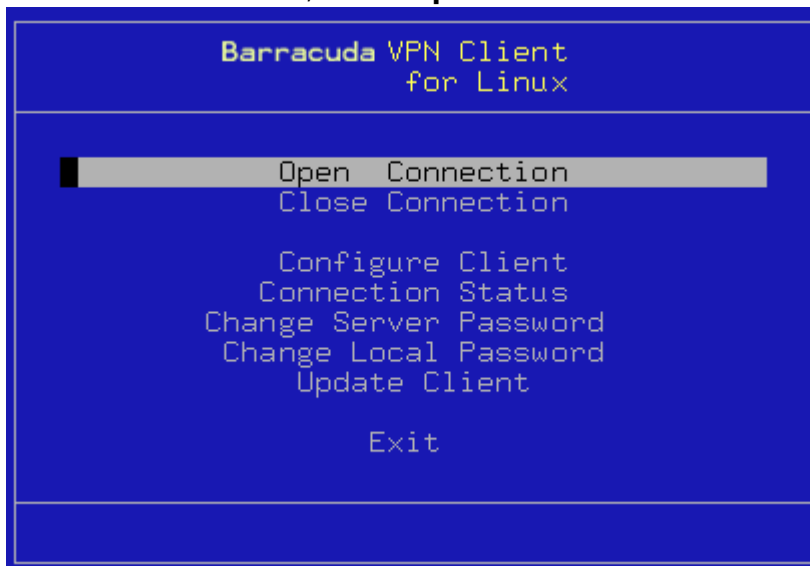 Barracuda VPN Client
for Linux
Open Connection
Close Connection
Configure Client
Connection Status
Change Server Password
Change Local Password
Update Client
Exit